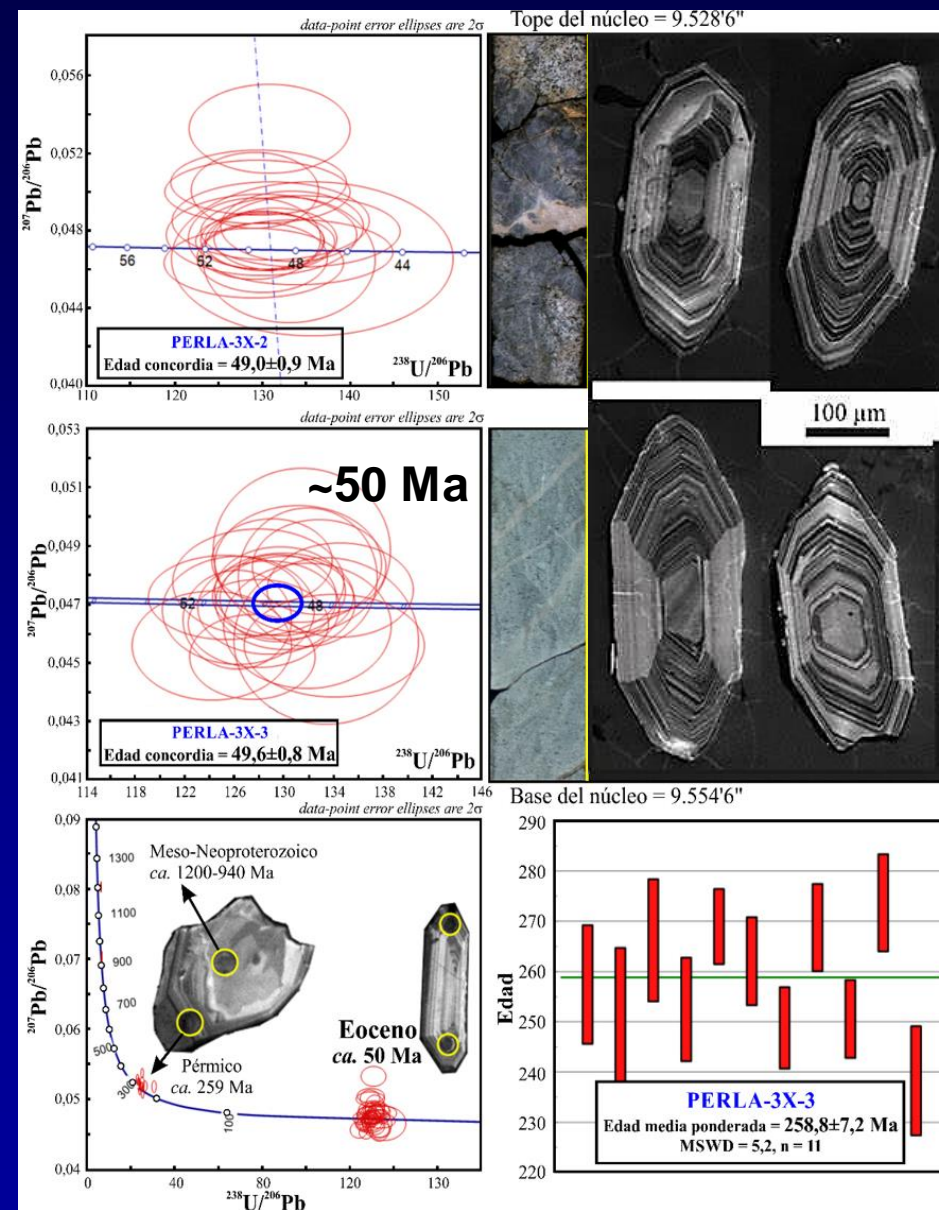 data-point error ellipses are 2σ
Tope del núcleo = 9.528'6"
0,056
0,052
0,048
0,044
0,040
207Pb/206Pb
56
52
48
44
PERLA-3X-2
Edad concordia = 49,0±0,9 Ma
238U/206Pb
110
120
130
140
150
100 µm
data-point error ellipses are 2σ
0,053
0,051
0,049
0,047
0,045
0,043
0,041
207Pb/206Pb
~50 Ma
52
48
PERLA-3X-3
Edad concordia = 49,6±0,8 Ma
238U/206Pb
114
118
122
126
130
134
138
142
146
data-point error ellipses are 2σ
Base del núcleo = 9.554'6"
0,09
0,08
0,07
0,06
0,05
0,04
207Pb/206Pb
1300
1100
900
700
500
300
100
Meso-Neoproterozoico
ca. 1200-940 Ma
Pérmico
ca. 259 Ma
Eoceno
ca. 50 Ma
0
40
80
120
130
238U/206Pb
290
280
270
260
250
240
230
220
Edad
PERLA-3X-3
Edad media ponderada = 258,8±7,2 Ma
MSWD = 5,2, n = 11